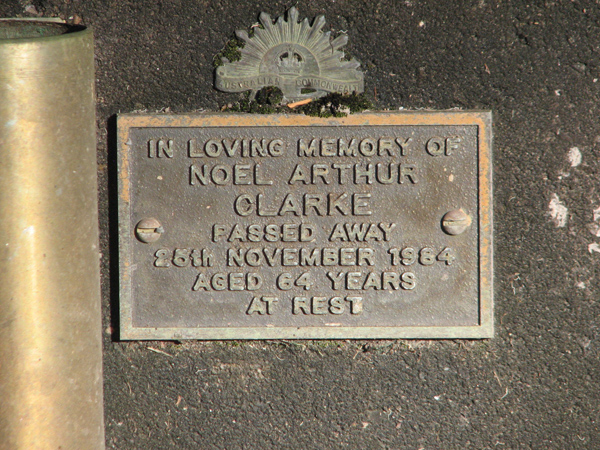 IN LOVING MEMORY OF
NOEL ARTHUR
CLARKE
PASSED AWAY
25th NOVEMBER 1984
AGED 64 YEARS
AT REST